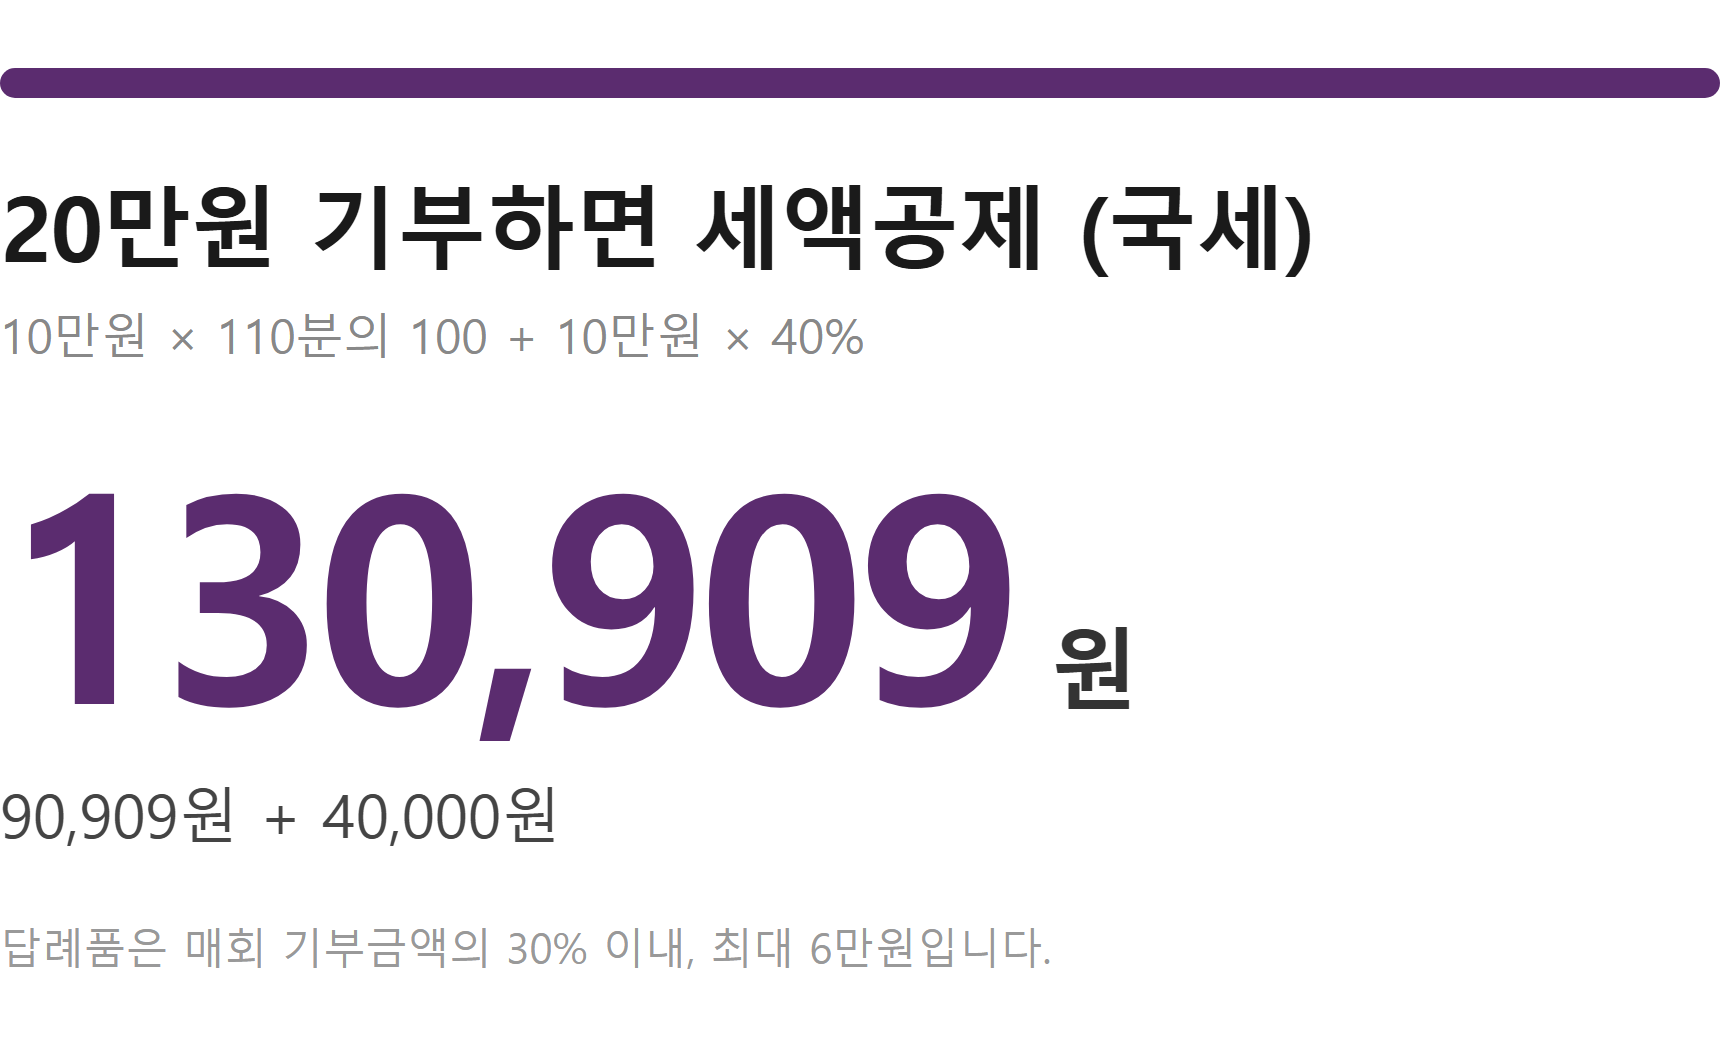 20만원 기부하면 세액공제 (국세)
10만원 × 110분의 100 + 10만원 × 40%
130,909 원
90,909원 + 40,000원
답례품은 매회 기부금액의 30% 이내, 최대 6만원입니다.